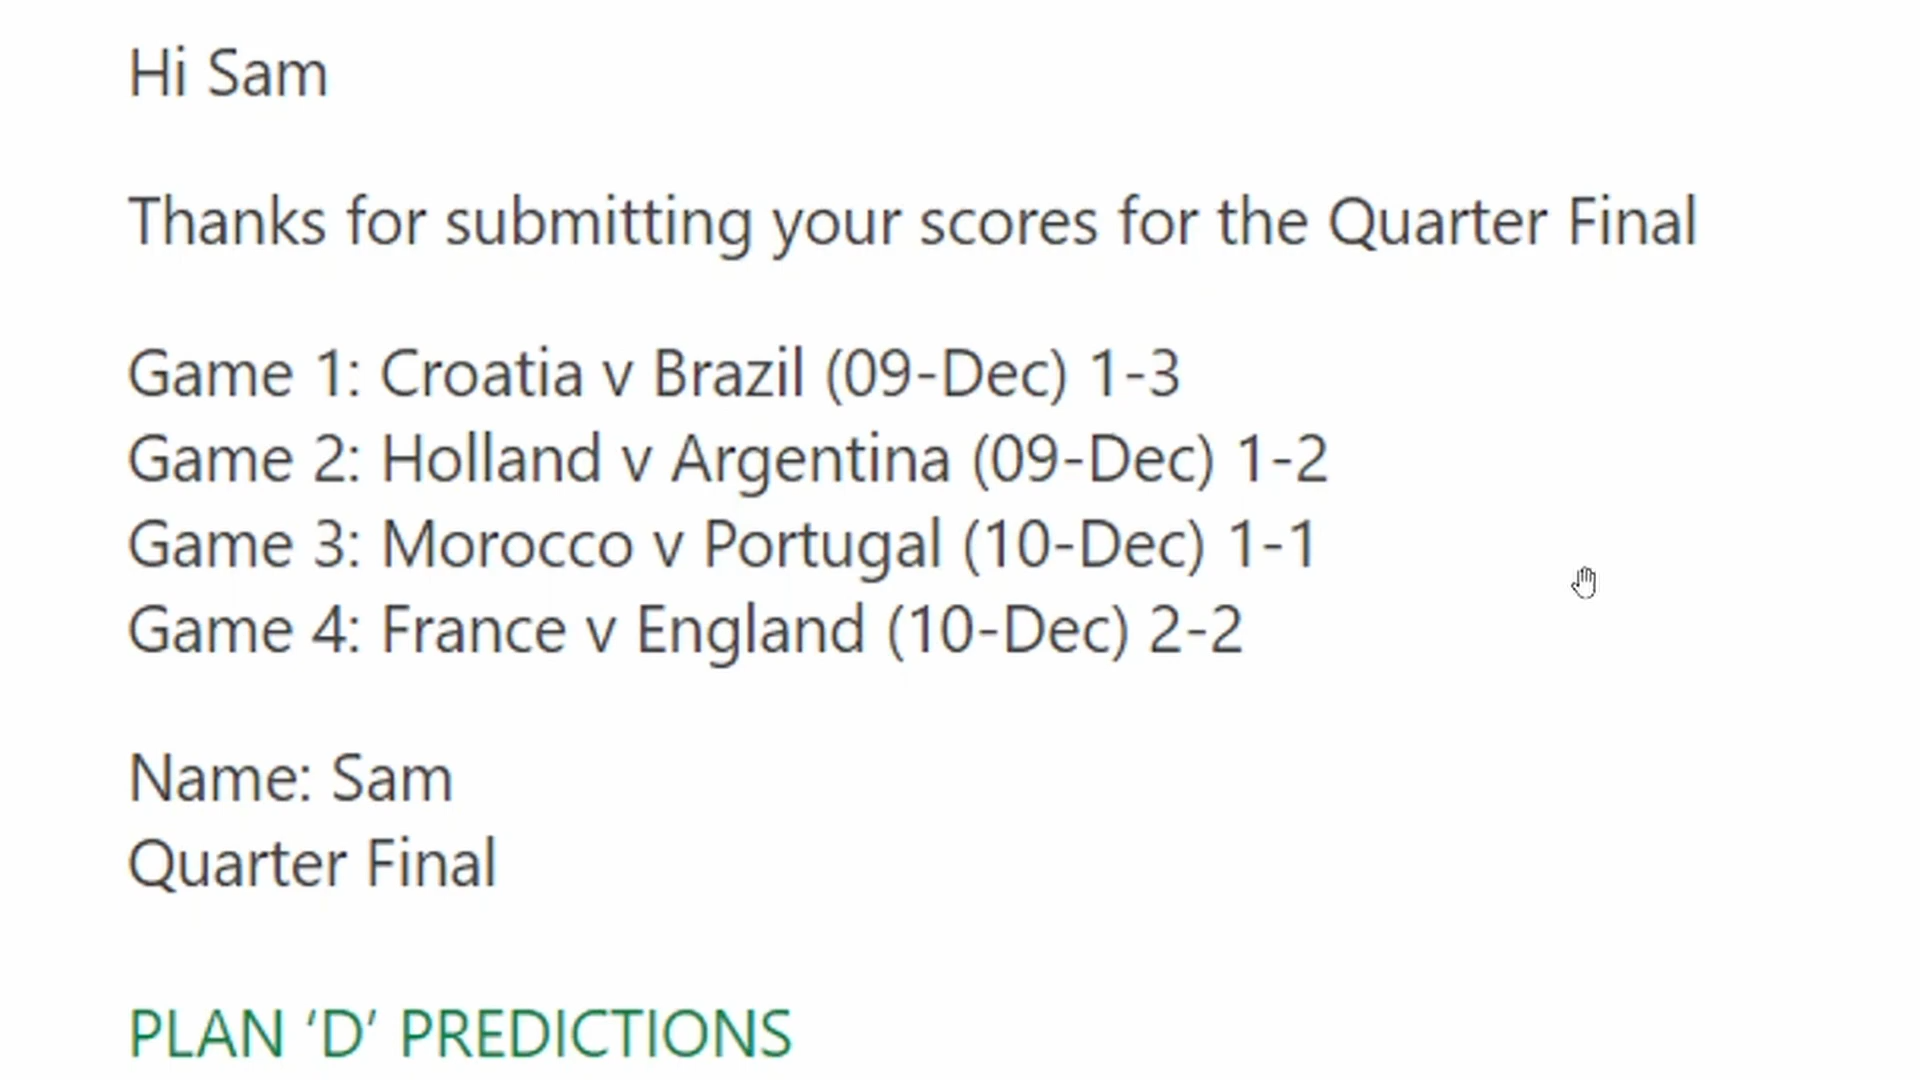 Hi Sam
Thanks for submitting your scores for the Quarter Final
Game 1: Croatia v Brazil (09-Dec) 1-3
Game 2: Holland v Argentina (09-Dec) 1-2
Game 3: Morocco v Portugal (10-Dec) 1-1
Game 4: France v England (10-Dec) 2-2
Name: Sam
Quarter Final
PLAN ‘D’ PREDICTIONS